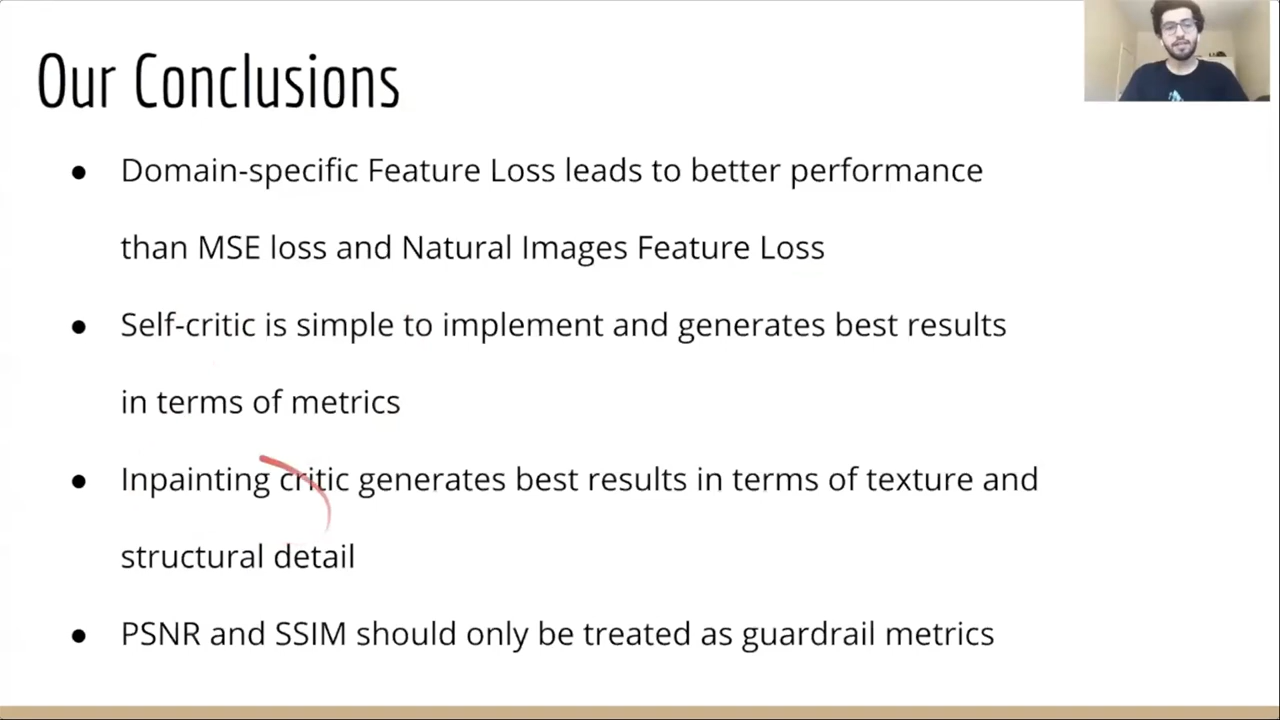 Our Conclusions
● Domain-specific Feature Loss leads to better performance
than MSE loss and Natural Images Feature Loss
● Self-critic is simple to implement and generates best results
in terms of metrics
● Inpainting critic generates best results in terms of texture and
structural detail
● PSNR and SSIM should only be treated as guardrail metrics